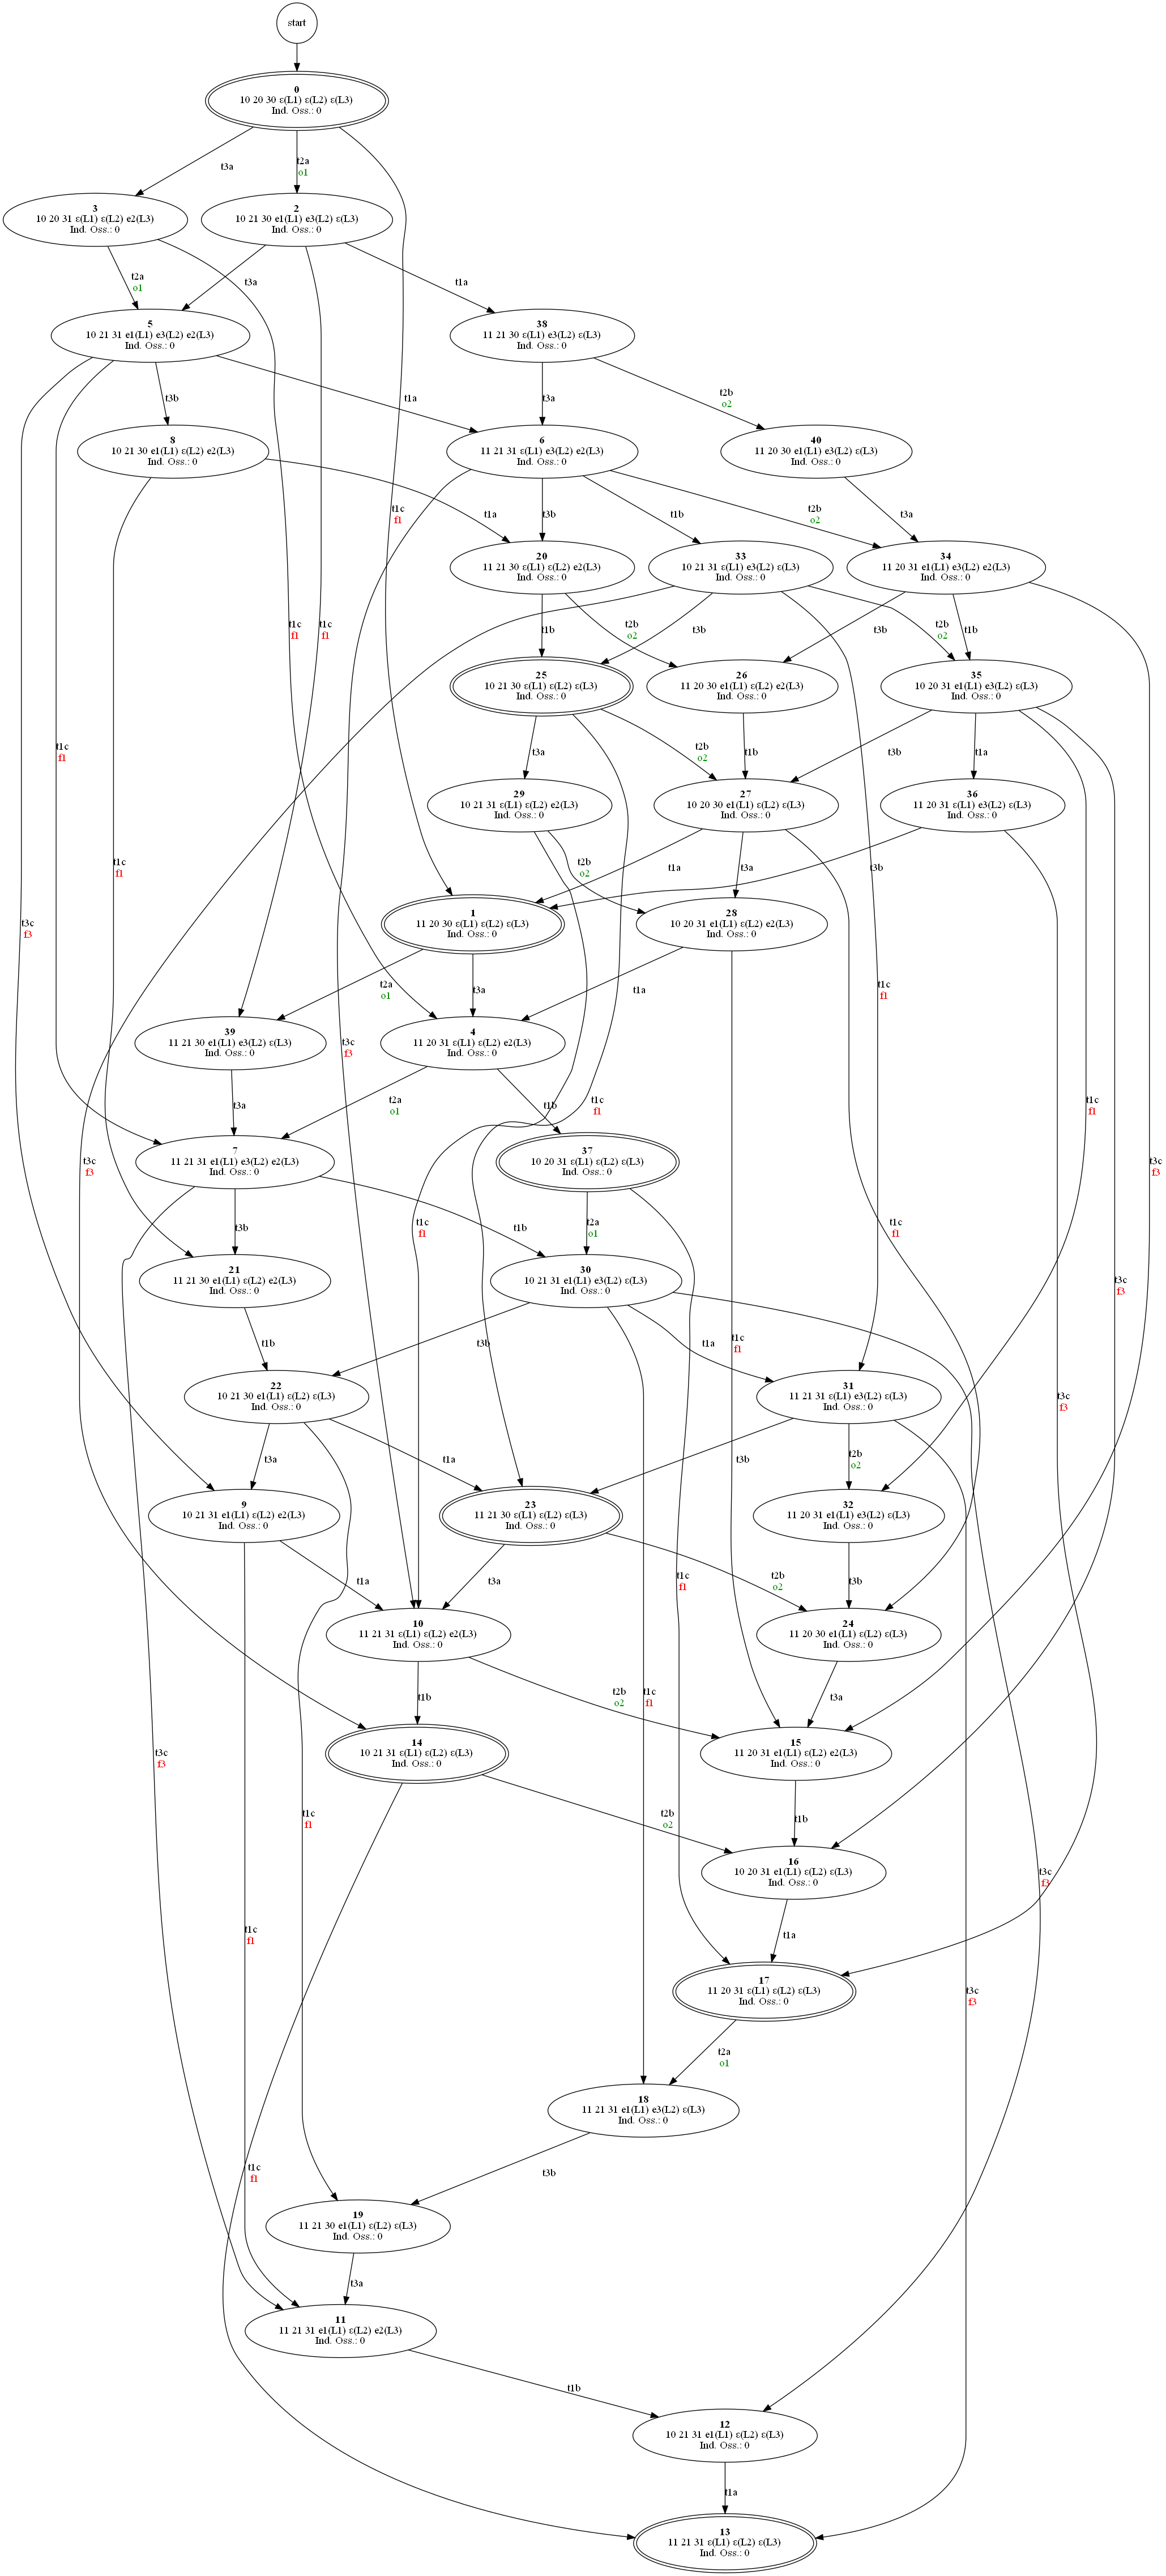 start
0
10 20 30 ε(L1) ε(L2) ε(L3)
Ind. Oss.: 0
t3a
t2a
o1
3
10 20 31 ε(L1) ε(L2) e2(L3)
Ind. Oss.: 0
2
10 21 30 e1(L1) e3(L2) ε(L3)
Ind. Oss.: 0
t2a
o1
t3a
t1a
5
10 21 31 e1(L1) e3(L2) e2(L3)
Ind. Oss.: 0
38
11 21 30 ε(L1) e3(L2) ε(L3)
Ind. Oss.: 0
t3b
t1a
t3a
t2b
o2
8
10 21 30 e1(L1) ε(L2) e2(L3)
Ind. Oss.: 0
6
11 21 31 ε(L1) e3(L2) e2(L3)
Ind. Oss.: 0
40
11 20 30 e1(L1) e3(L2) ε(L3)
Ind. Oss.: 0
t1c
f1
t1a
t3b
t1b
t2b
o2
t3a
20
11 21 30 ε(L1) ε(L2) e2(L3)
Ind. Oss.: 0
33
10 21 31 ε(L1) e3(L2) ε(L3)
Ind. Oss.: 0
34
11 20 31 e1(L1) e3(L2) e2(L3)
Ind. Oss.: 0
t1c
f1
t1c
f1
t1b
t2b
o2
t3b
t3b
t2b
o2
t1b
25
10 21 30 ε(L1) ε(L2) ε(L3)
Ind. Oss.: 0
26
11 20 30 e1(L1) ε(L2) e2(L3)
Ind. Oss.: 0
35
10 20 31 e1(L1) e3(L2) ε(L3)
Ind. Oss.: 0
t1c
f1
t3a
t2b
o2
t1b
t3b
t1a
29
10 21 31 ε(L1) ε(L2) e2(L3)
Ind. Oss.: 0
27
10 20 30 e1(L1) ε(L2) ε(L3)
Ind. Oss.: 0
36
11 20 31 ε(L1) e3(L2) ε(L3)
Ind. Oss.: 0
t1c
f1
t2b
o2
t1a
t3a
t3b
t3c
f3
1
11 20 30 ε(L1) ε(L2) ε(L3)
Ind. Oss.: 0
28
10 20 31 e1(L1) ε(L2) e2(L3)
Ind. Oss.: 0
t2a
o1
t3a
t1a
t1c
f1
39
11 21 30 e1(L1) e3(L2) ε(L3)
Ind. Oss.: 0
4
11 20 31 ε(L1) ε(L2) e2(L3)
Ind. Oss.: 0
t3c
f3
t3a
t2a
o1
t1b
t1c
f1
t1c
f1
t3c
f3
7
11 21 31 e1(L1) e3(L2) e2(L3)
Ind. Oss.: 0
37
10 20 31 ε(L1) ε(L2) ε(L3)
Ind. Oss.: 0
t3c
f3
t3b
t1b
t1c
f1
t2a
o1
t1c
f1
21
11 21 30 e1(L1) ε(L2) e2(L3)
Ind. Oss.: 0
30
10 21 31 e1(L1) e3(L2) ε(L3)
Ind. Oss.: 0
t3c
f3
t1b
t3b
t1a
t1c
f1
22
10 21 30 e1(L1) ε(L2) ε(L3)
Ind. Oss.: 0
31
11 21 31 ε(L1) e3(L2) ε(L3)
Ind. Oss.: 0
t3c
f3
t3a
t1a
t3b
t2b
o2
9
10 21 31 e1(L1) ε(L2) e2(L3)
Ind. Oss.: 0
23
11 21 30 ε(L1) ε(L2) ε(L3)
Ind. Oss.: 0
32
11 20 31 e1(L1) e3(L2) ε(L3)
Ind. Oss.: 0
t1a
t3a
t1c
f1
t2b
o2
t3b
10
11 21 31 ε(L1) ε(L2) e2(L3)
Ind. Oss.: 0
24
11 20 30 e1(L1) ε(L2) ε(L3)
Ind. Oss.: 0
t1b
t2b
o2
t1c
f1
t3a
t3c
f3
14
10 21 31 ε(L1) ε(L2) ε(L3)
Ind. Oss.: 0
15
11 20 31 e1(L1) ε(L2) e2(L3)
Ind. Oss.: 0
t1c
f1
t2b
o2
t1b
16
10 20 31 e1(L1) ε(L2) ε(L3)
Ind. Oss.: 0
t3c
f3
t1c
f1
t1a
17
11 20 31 ε(L1) ε(L2) ε(L3)
Ind. Oss.: 0
t3c
f3
t2a
o1
18
11 21 31 e1(L1) e3(L2) ε(L3)
Ind. Oss.: 0
t1c
f1
t3b
19
11 21 30 e1(L1) ε(L2) ε(L3)
Ind. Oss.: 0
t3a
11
11 21 31 e1(L1) ε(L2) e2(L3)
Ind. Oss.: 0
t1b
12
10 21 31 e1(L1) ε(L2) ε(L3)
Ind. Oss.: 0
t1a
13
11 21 31 ε(L1) ε(L2) ε(L3)
Ind. Oss.: 0